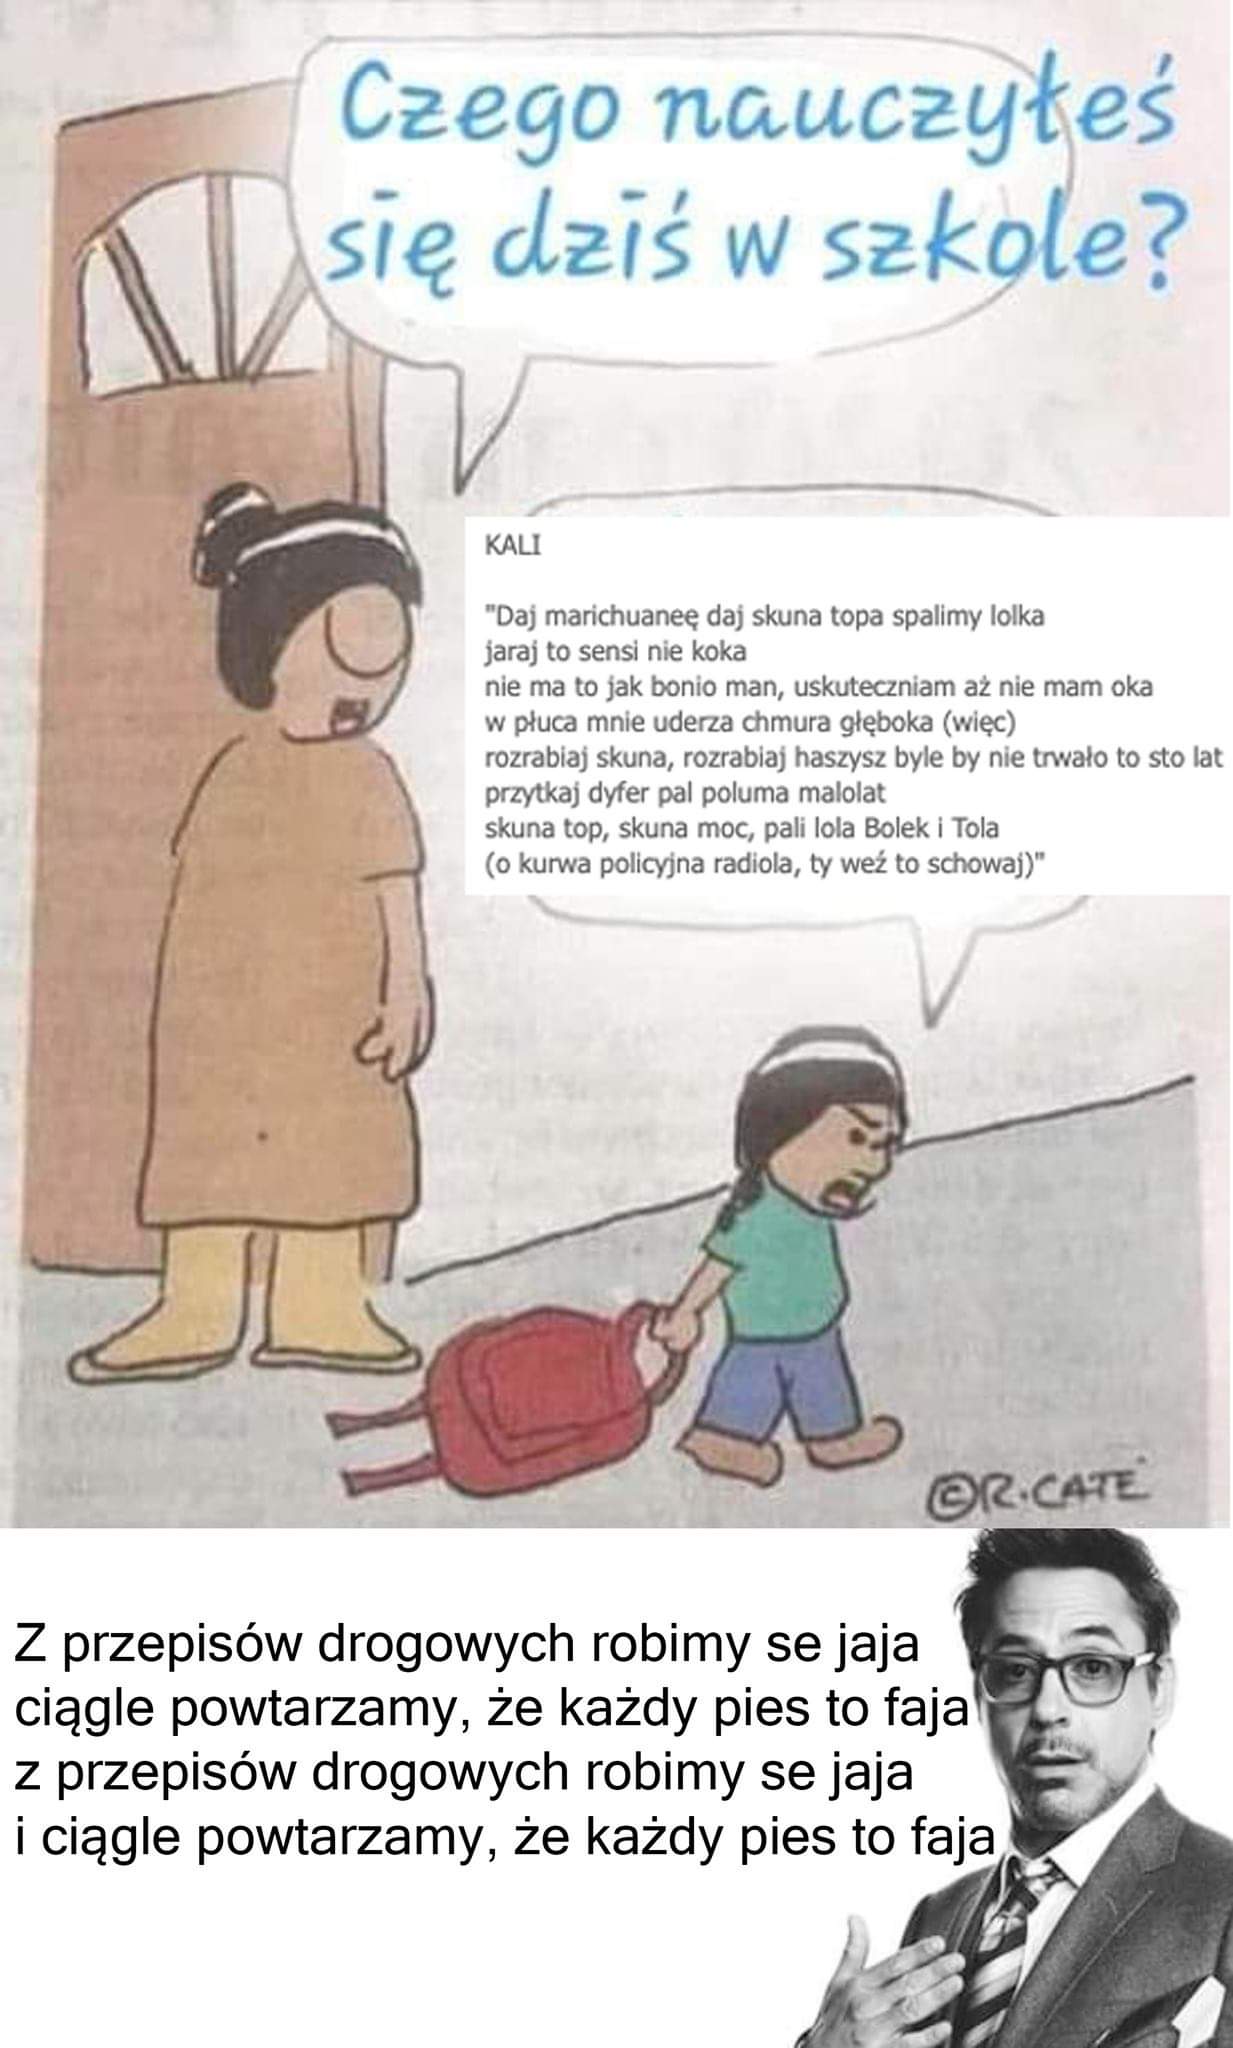 Czego nauczyłeś
się dziś w szkole?
KALI
"Daj marichuaneę daj skuna topa spalimy lolka
jaraj to sensi nie koka
nie ma to jak bonio man, uskuteczniam aż nie mam oka
w płuca mnie uderza chmura głęboka (więc)
rozrabiaj skuna, rozrabiaj haszysz byle by nie trwało to sto lat
przytkaj dyfer pal poluma malolat
skuna top, skuna moc, pali lola Bolek i Tola
(o kurwa policyjna radiola, ty weź to schowaj)"
©R.CATE
Z przepisów drogowych robimy se jaja
ciągle powtarzamy, że każdy pies to faja
z przepisów drogowych robimy se jaja
i ciągle powtarzamy, że każdy pies to faja